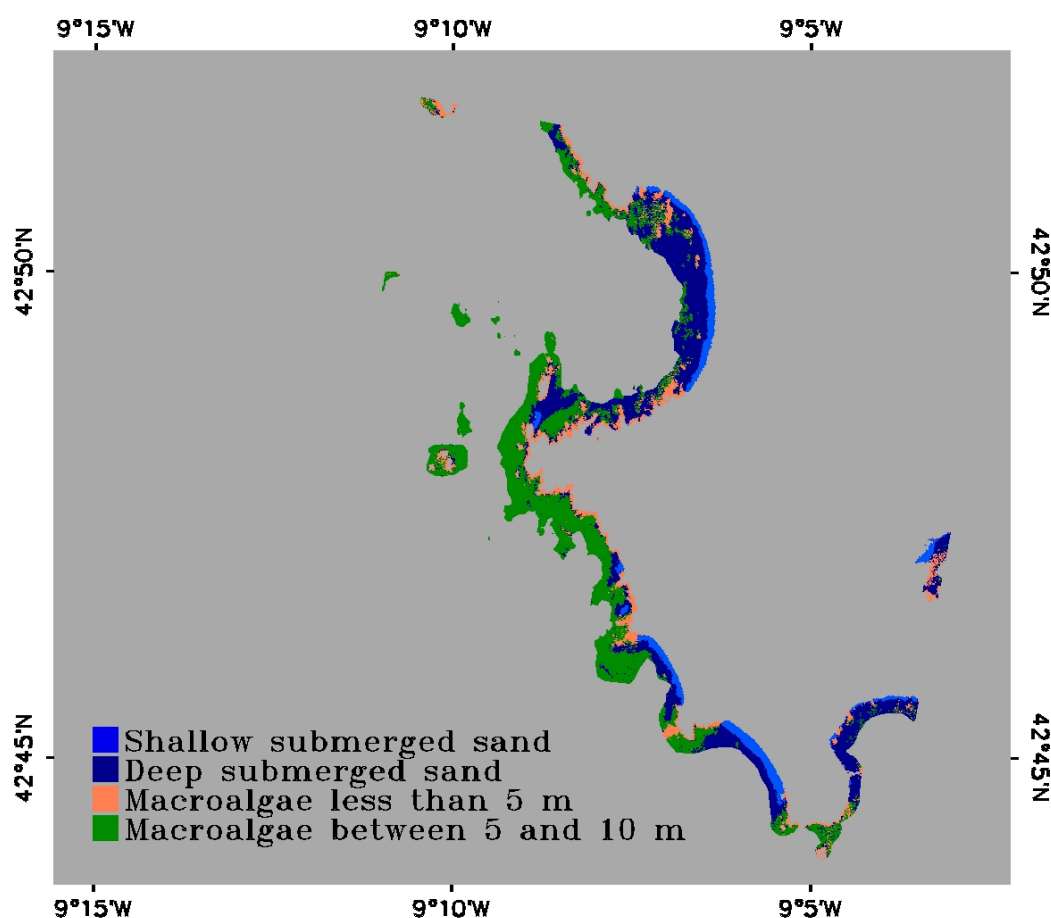 9°15'W 9°10'W 9°5'W
42°50'N 42°50'N
42°45'N 42°45'N
Shallow submerged sand
Deep submerged sand
Macroalgae less than 5 m
Macroalgae between 5 and 10 m
9°15'W 9°10'W 9°5'W